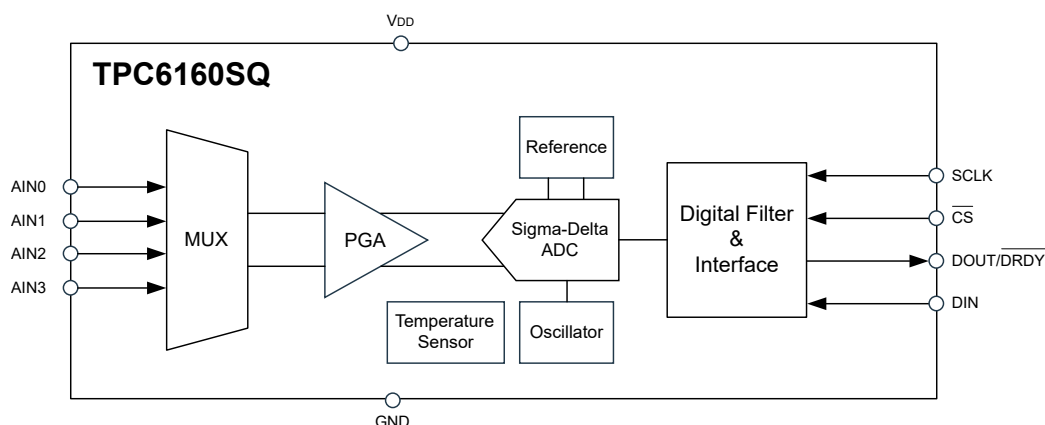 VDD
TPC6160SQ
Reference
AIN0
AIN1
AIN2
AIN3
MUX
PGA
Sigma-Delta
ADC
Digital Filter
&
Interface
SCLK
CS
DOUT/DRDY
DIN
Temperature
Sensor
Oscillator
GND